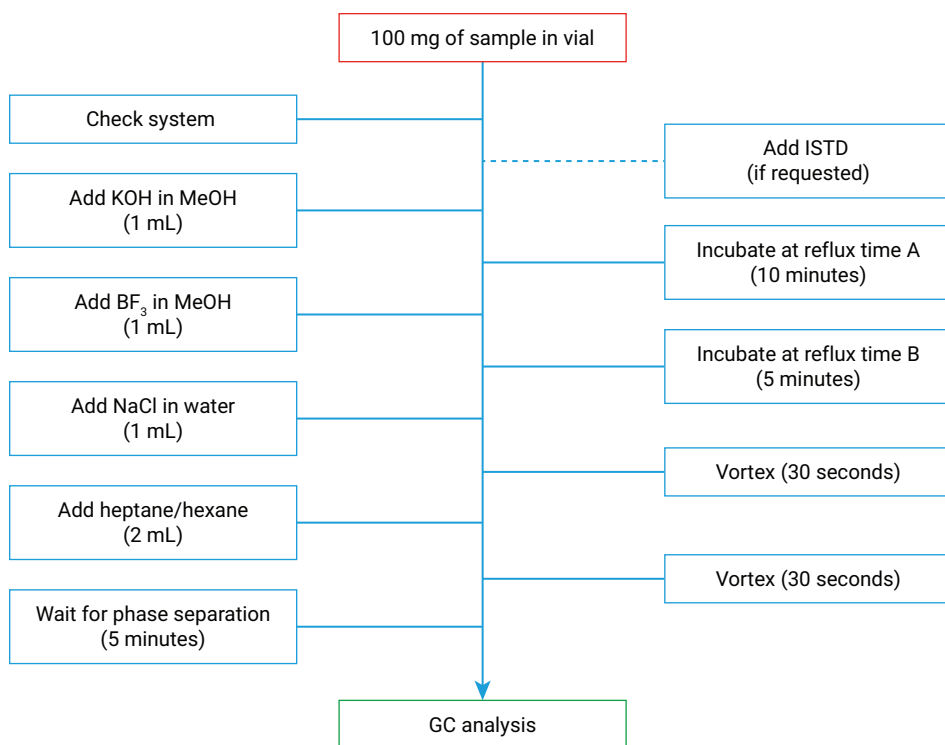 100 mg of sample in vial
Check system
Add ISTD
(if requested)
Add KOH in MeOH
(1 mL)
Incubate at reflux time A
(10 minutes)
Add BF₃ in MeOH
(1 mL)
Incubate at reflux time B
(5 minutes)
Add NaCl in water
(1 mL)
Vortex (30 seconds)
Add heptane/hexane
(2 mL)
Vortex (30 seconds)
Wait for phase separation
(5 minutes)
GC analysis